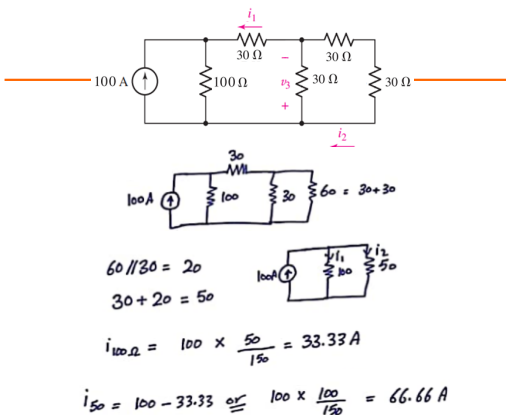 i₁
30 Ω 30 Ω
100 A 100 Ω v₃ − + 30 Ω 30 Ω
i₂
30
100A 100 30 60 = 30+30
60 // 30 = 20
30 + 20 = 50
100A i₁ 100 i₂ 50
i₁₀₀Ω = 100 × 50/150 = 33.33 A
i₅₀ = 100 − 33.33 or 100 × 100/150 = 66.66 A